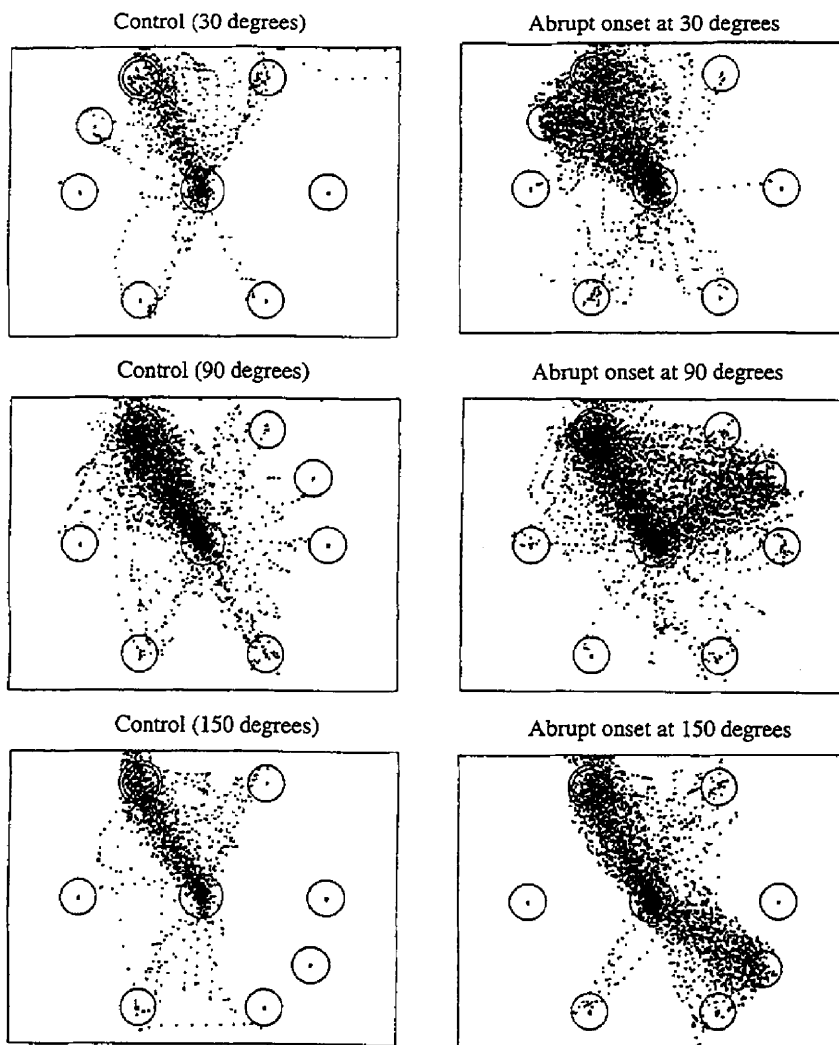 Control (30 degrees)
Abrupt onset at 30 degrees
Control (90 degrees)
Abrupt onset at 90 degrees
Control (150 degrees)
Abrupt onset at 150 degrees